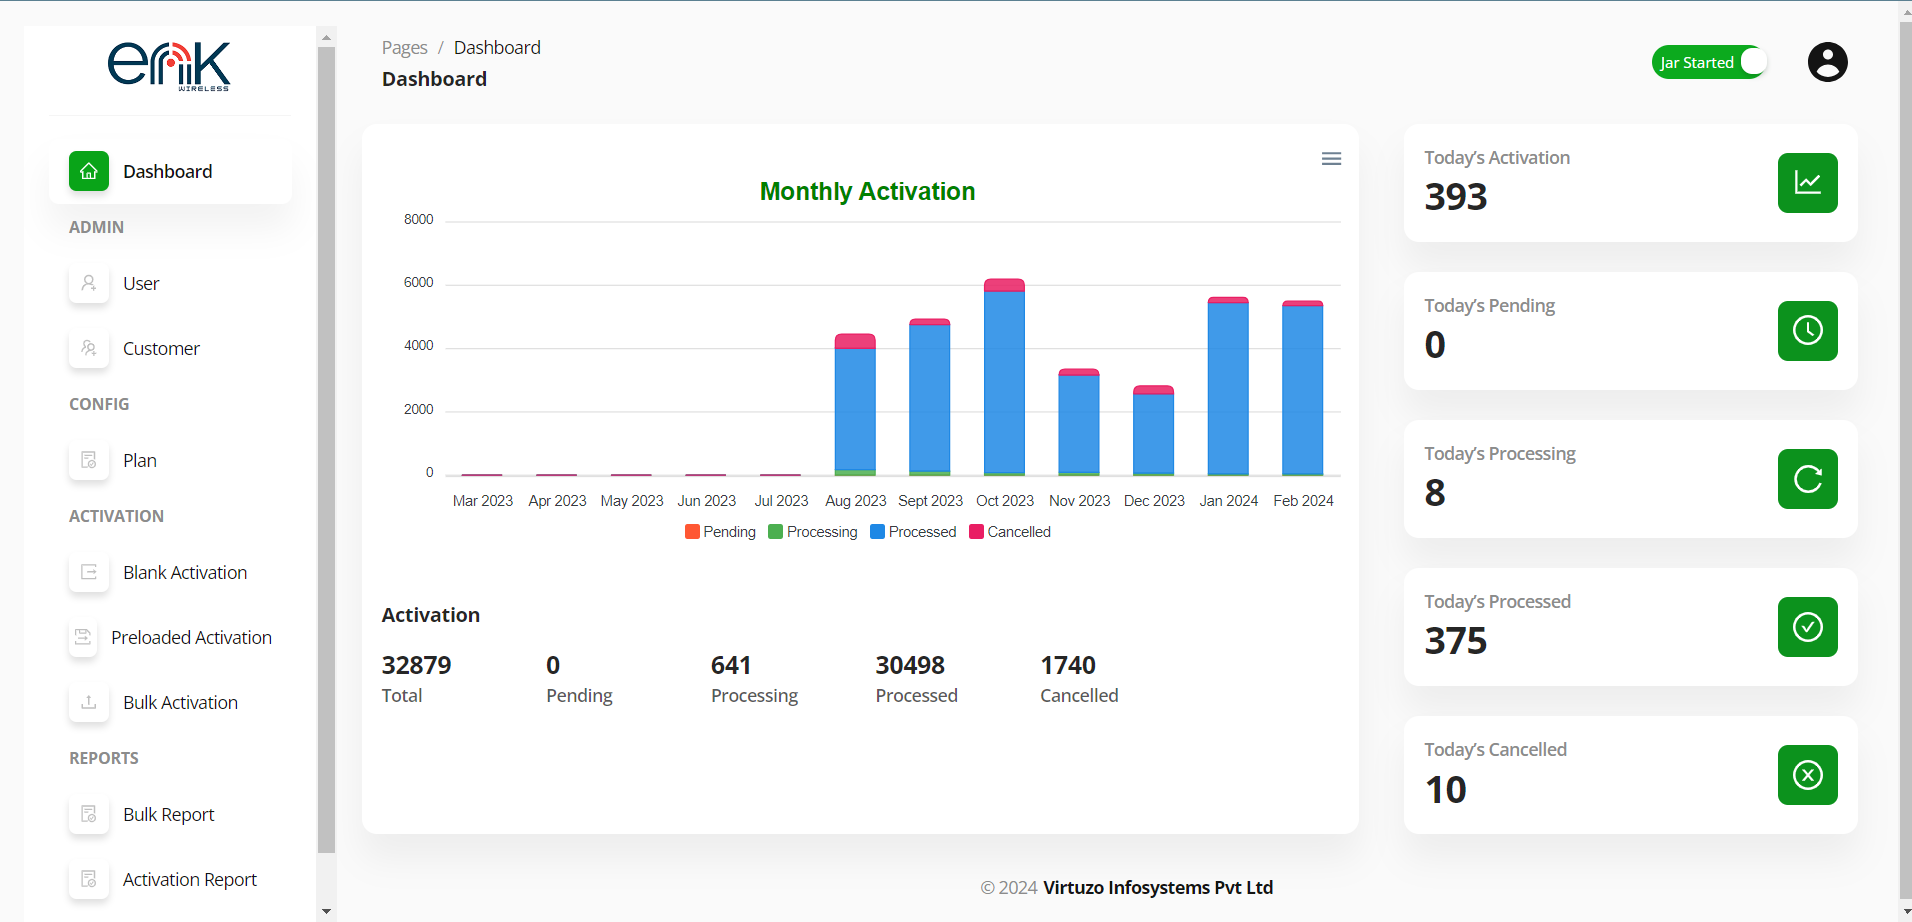 enk
WIRELESS
Dashboard
ADMIN
User
Customer
CONFIG
Plan
ACTIVATION
Blank Activation
Preloaded Activation
Bulk Activation
REPORTS
Bulk Report
Activation Report
Pages / Dashboard
Dashboard
Jar Started
Monthly Activation
8000
6000
4000
2000
0
Mar 2023 Apr 2023 May 2023 Jun 2023 Jul 2023 Aug 2023 Sept 2023 Oct 2023 Nov 2023 Dec 2023 Jan 2024 Feb 2024
Pending Processing Processed Cancelled
Activation
32879 0 641 30498 1740
Total Pending Processing Processed Cancelled
Today's Activation
393
Today's Pending
0
Today's Processing
8
Today's Processed
375
Today's Cancelled
10
© 2024 Virtuzo Infosystems Pvt Ltd